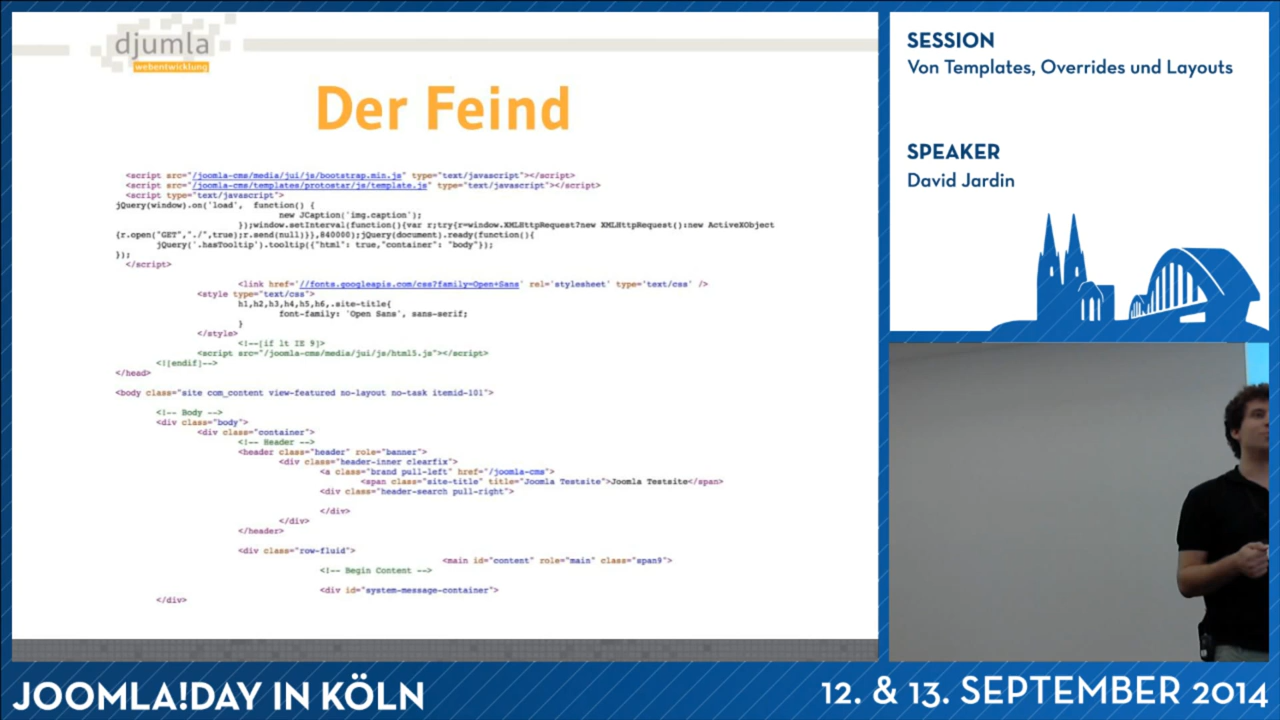 djumla
webentwicklung
Der Feind
<script src="/joomla-cms/media/jui/js/bootstrap.min.js" type="text/javascript"></script>
<script src="/joomla-cms/templates/protostar/js/template.js" type="text/javascript"></script>
<script type="text/javascript">
jQuery(window).on('load', function() {
new JCaption('img.caption');
});window.setInterval(function(){var r;try{r=window.XMLHttpRequest?new XMLHttpRequest():new ActiveXObject
{r.open("GET","./",true);r.send(null)}},840000);jQuery(document).ready(function(){
jQuery('.hasTooltip').tooltip({"html": true,"container": "body"});
});
</script>
<link href='//fonts.googleapis.com/css?family=Open+Sans' rel='stylesheet' type='text/css' />
<style type="text/css">
h1,h2,h3,h4,h5,h6,.site-title{
font-family: 'Open Sans', sans-serif;
}
</style>
<!--[if lt IE 9]>
<script src="/joomla-cms/media/jui/js/html5.js"></script>
<![endif]-->
</head>
<body class="site com_content view-featured no-layout no-task itemid-101">
<!-- Body -->
<div class="body">
<div class="container">
<!-- Header -->
<header class="header" role="banner">
<div class="header-inner clearfix">
<a class="brand pull-left" href="/joomla-cms">
<span class="site-title" title="Joomla Testsite">Joomla Testsite</span>
<div class="header-search pull-right">
</div>
</div>
</header>
<div class="row-fluid">
<main id="content" role="main" class="span9">
<!-- Begin Content -->
<div id="system-message-container">
</div>
SESSION
Von Templates, Overrides und Layouts
SPEAKER
David Jardin
JOOMLA!DAY IN KÖLN
12. & 13. SEPTEMBER 2014